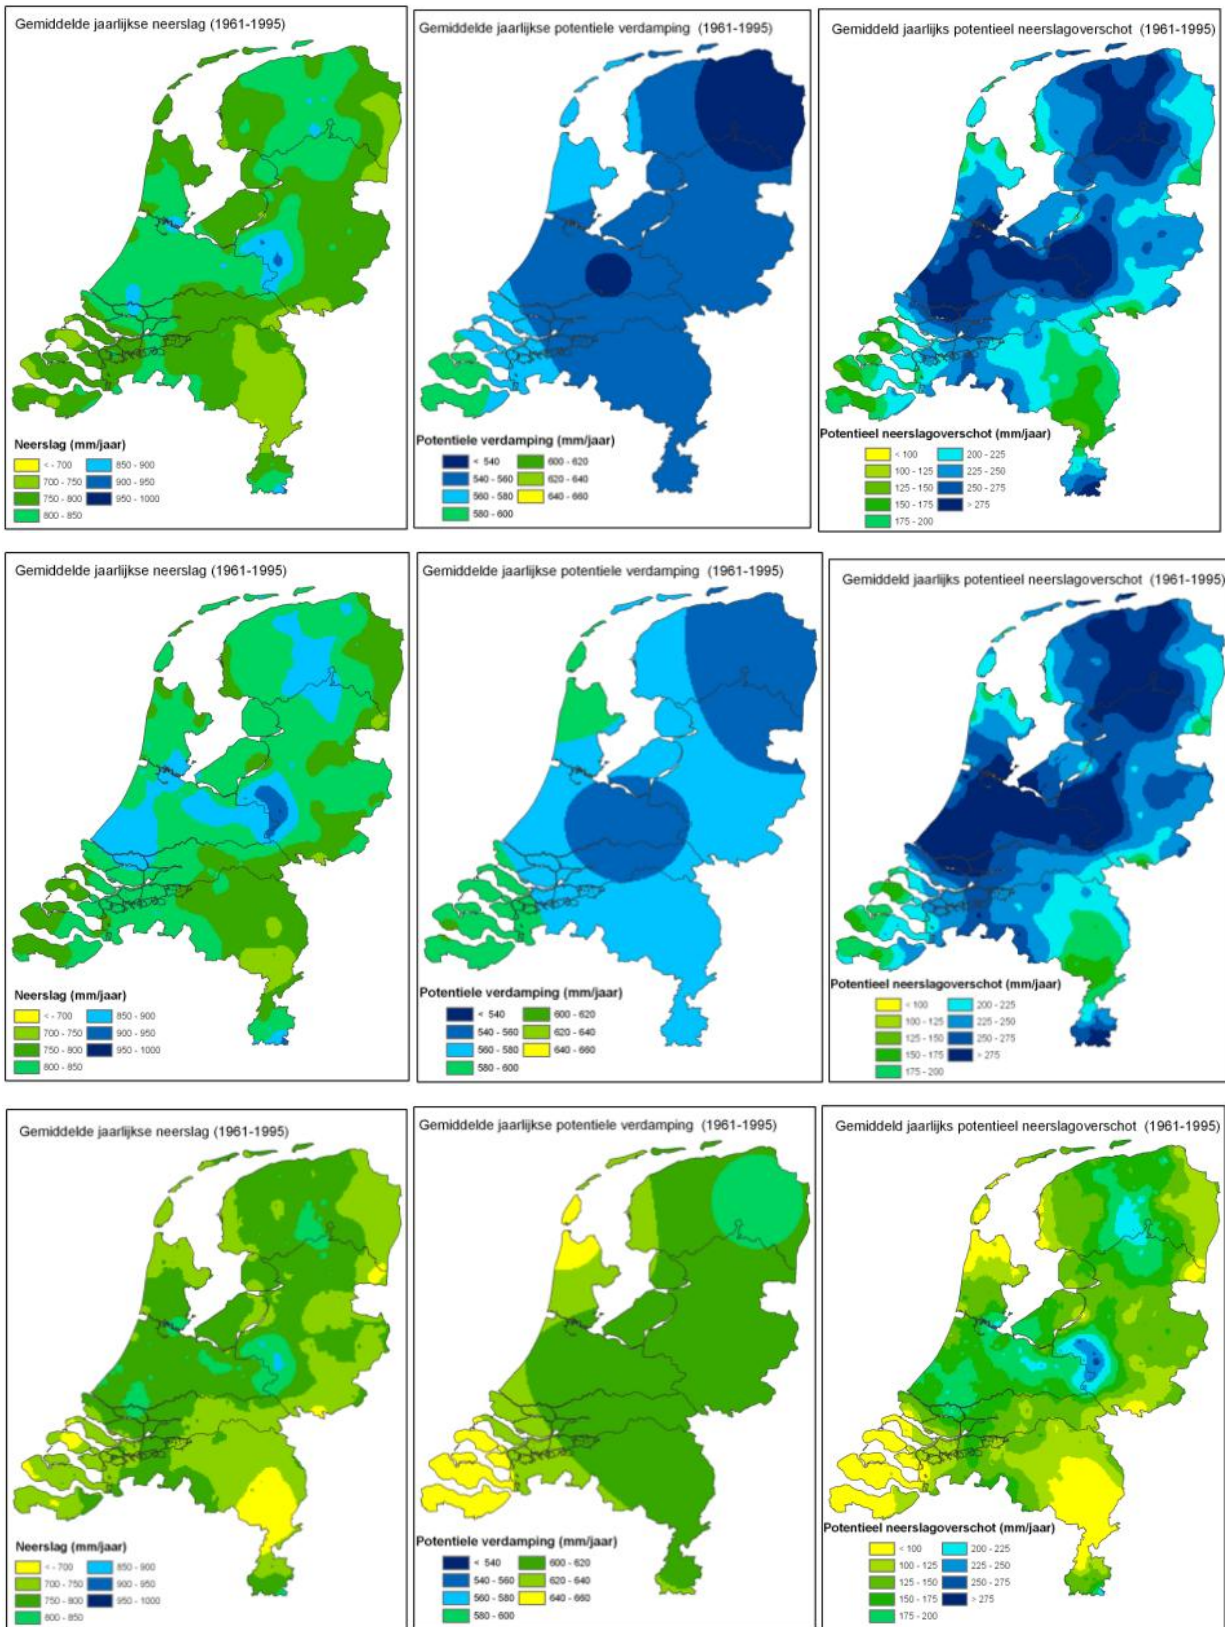 Gemiddelde jaarlijkse neerslag (1961-1995)
Neerslag (mm/jaar)
< - 700
700 - 750
750 - 800
800 - 850
850 - 900
900 - 950
950 - 1000
Gemiddelde jaarlijkse potentiele verdamping (1961-1995)
Potentiele verdamping (mm/jaar)
< 540
540 - 560
560 - 580
580 - 600
600 - 620
620 - 640
640 - 660
Gemiddeld jaarlijks potentieel neerslagoverschot (1961-1995)
Potentieel neerslagoverschot (mm/jaar)
< 100
100 - 125
125 - 150
150 - 175
175 - 200
200 - 225
225 - 250
250 - 275
> 275
Gemiddelde jaarlijkse neerslag (1961-1995)
Neerslag (mm/jaar)
< - 700
700 - 750
750 - 800
800 - 850
850 - 900
900 - 950
950 - 1000
Gemiddelde jaarlijkse potentiele verdamping (1961-1995)
Potentiele verdamping (mm/jaar)
< 540
540 - 560
560 - 580
580 - 600
600 - 620
620 - 640
640 - 660
Gemiddeld jaarlijks potentieel neerslagoverschot (1961-1995)
Potentieel neerslagoverschot (mm/jaar)
< 100
100 - 125
125 - 150
150 - 175
175 - 200
200 - 225
225 - 250
250 - 275
> 275
Gemiddelde jaarlijkse neerslag (1961-1995)
Neerslag (mm/jaar)
< - 700
700 - 750
750 - 800
800 - 850
850 - 900
900 - 950
950 - 1000
Gemiddelde jaarlijkse potentiele verdamping (1961-1995)
Potentiele verdamping (mm/jaar)
< 540
540 - 560
560 - 580
580 - 600
600 - 620
620 - 640
640 - 660
Gemiddeld jaarlijks potentieel neerslagoverschot (1961-1995)
Potentieel neerslagoverschot (mm/jaar)
< 100
100 - 125
125 - 150
150 - 175
175 - 200
200 - 225
225 - 250
250 - 275
> 275